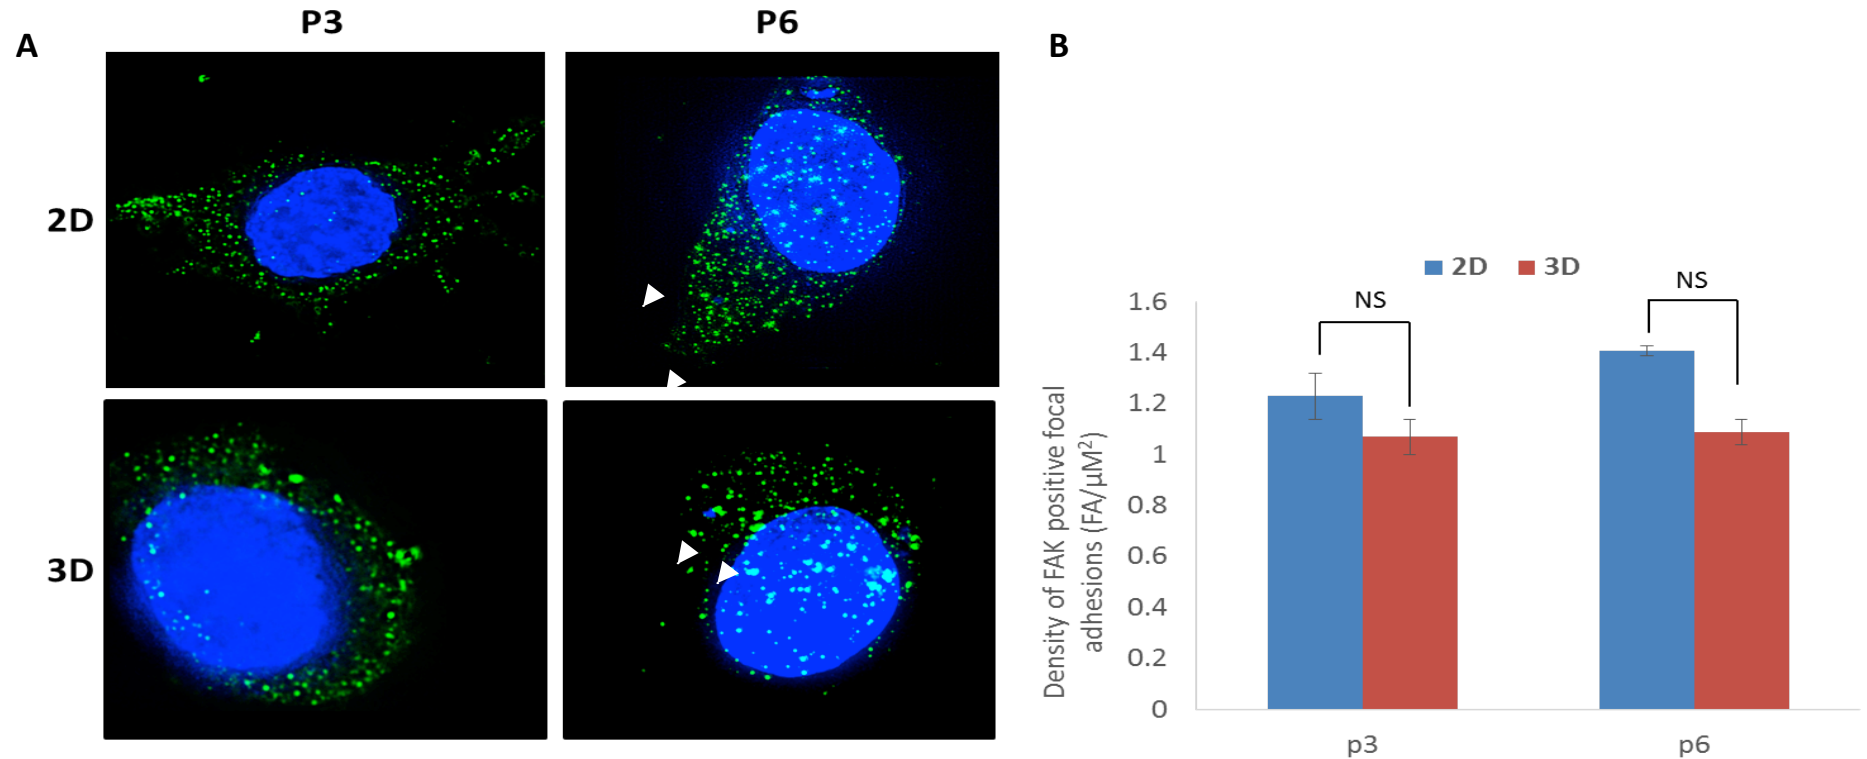 A
P3
P6
2D
3D
B
2D
3D
NS
NS
1.6
1.4
1.2
1
0.8
0.6
0.4
0.2
0
Density of FAK positive focal
adhesions (FA/µM²)
p3
p6